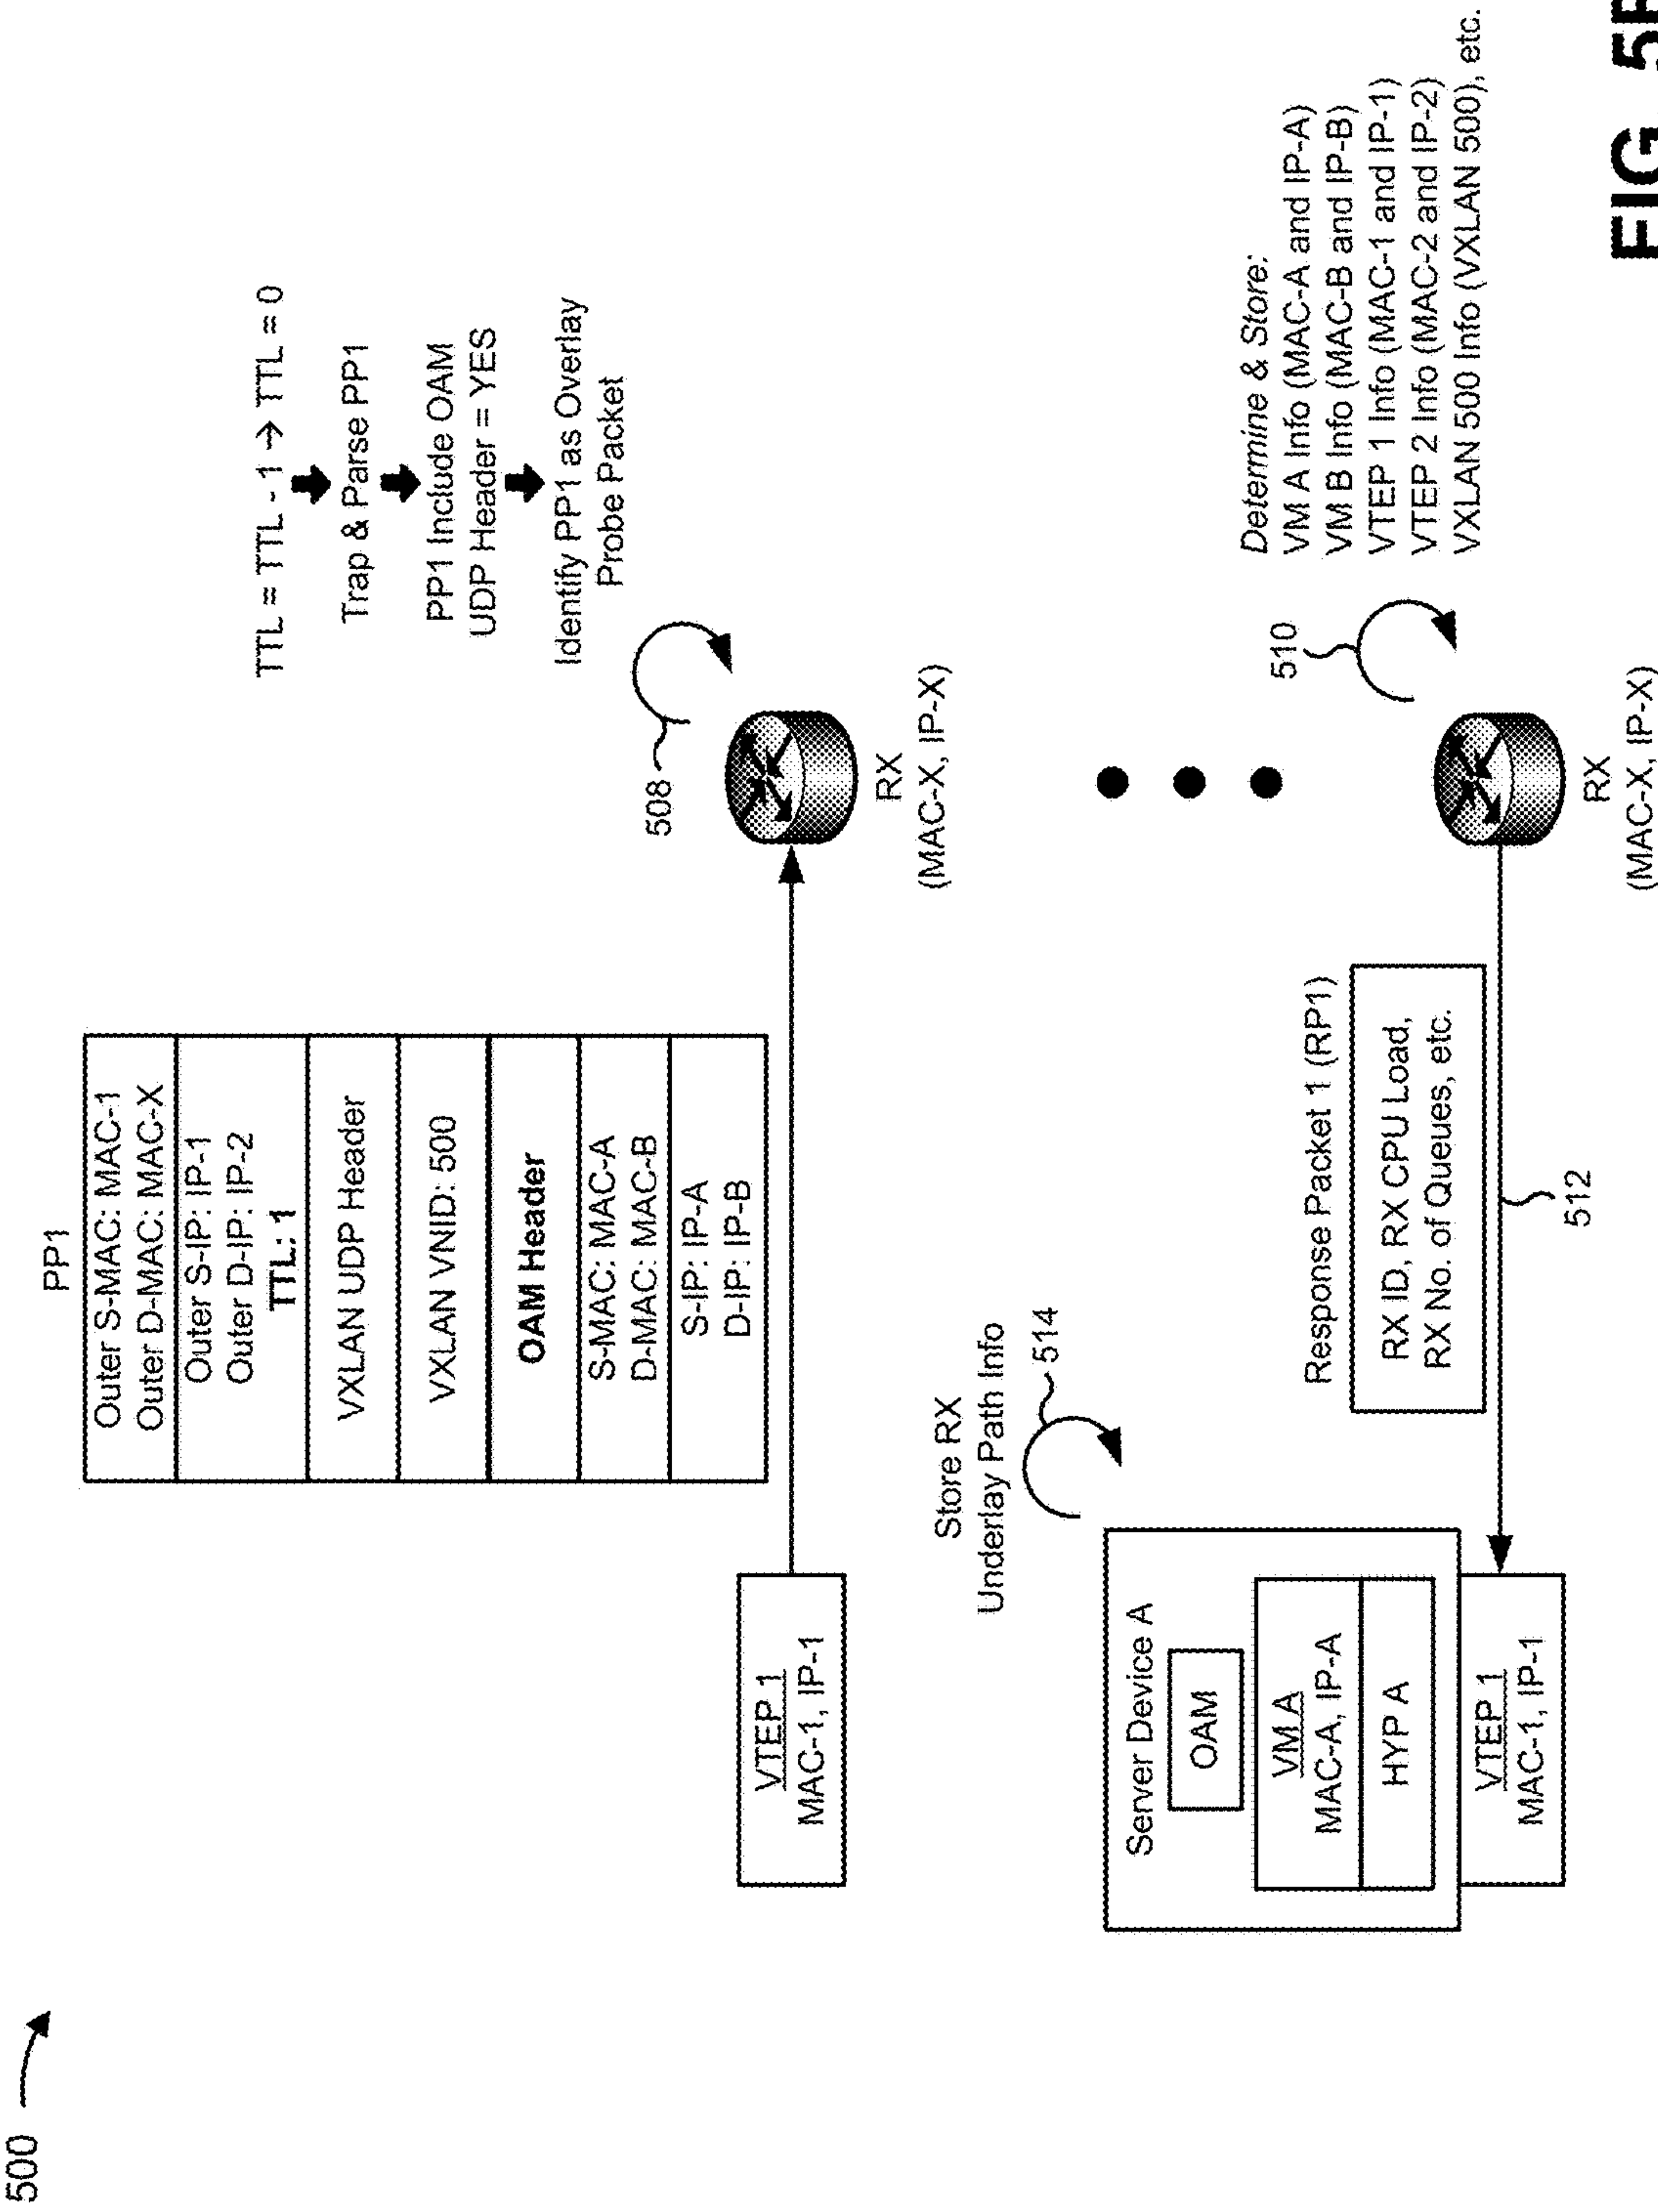 500
PP1
Outer S-MAC: MAC-1
Outer D-MAC: MAC-X
Outer S-IP: IP-1
Outer D-IP: IP-2
TTL: 1
VXLAN UDP Header
VXLAN VNID: 500
OAM Header
S-MAC: MAC-A
D-MAC: MAC-B
S-IP: IP-A
D-IP: IP-B
TTL = TTL - 1 → TTL = 0
Trap & Parse PP1
PP1 Include OAM
UDP Header = YES
Identify PP1 as Overlay
Probe Packet
508
VTEP 1
MAC-1, IP-1
RX
(MAC-X, IP-X)
Store RX
Underlay Path Info
514
Server Device A
OAM
VM A
MAC-A, IP-A
HYP A
VTEP 1
MAC-1, IP-1
Response Packet 1 (RP1)
RX ID, RX CPU Load,
RX No. of Queues, etc.
512
510
Determine & Store:
VM A Info (MAC-A and IP-A)
VM B Info (MAC-B and IP-B)
VTEP 1 Info (MAC-1 and IP-1)
VTEP 2 Info (MAC-2 and IP-2)
VXLAN 500 Info (VXLAN 500), etc.
RX
(MAC-X, IP-X)
FIG. 5B